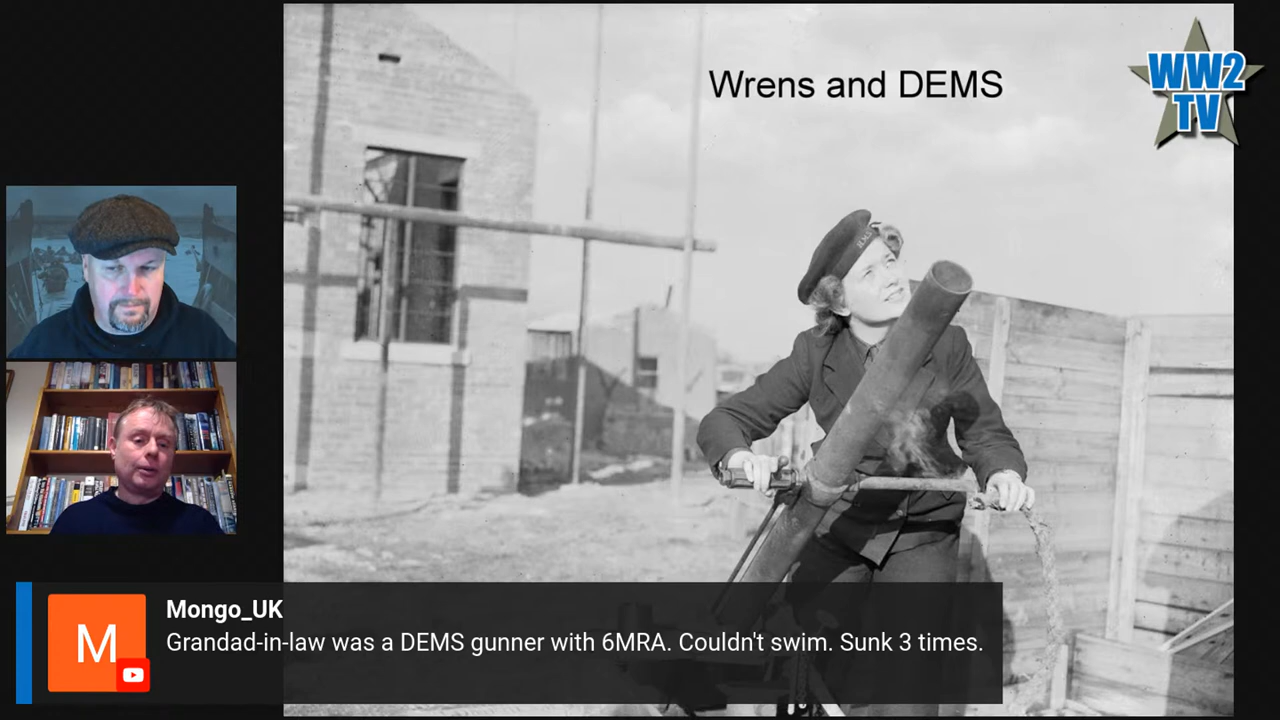 Wrens and DEMS
WW2
TV
H.M.S
M
Mongo_UK
Grandad-in-law was a DEMS gunner with 6MRA. Couldn't swim. Sunk 3 times.